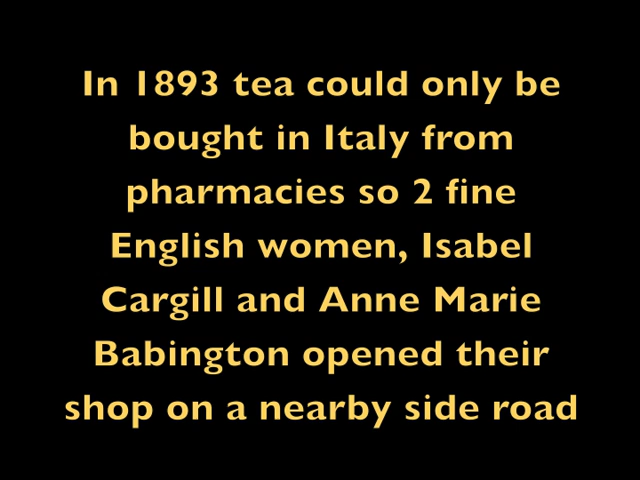 In 1893 tea could only be
bought in Italy from
pharmacies so 2 fine
English women, Isabel
Cargill and Anne Marie
Babington opened their
shop on a nearby side road